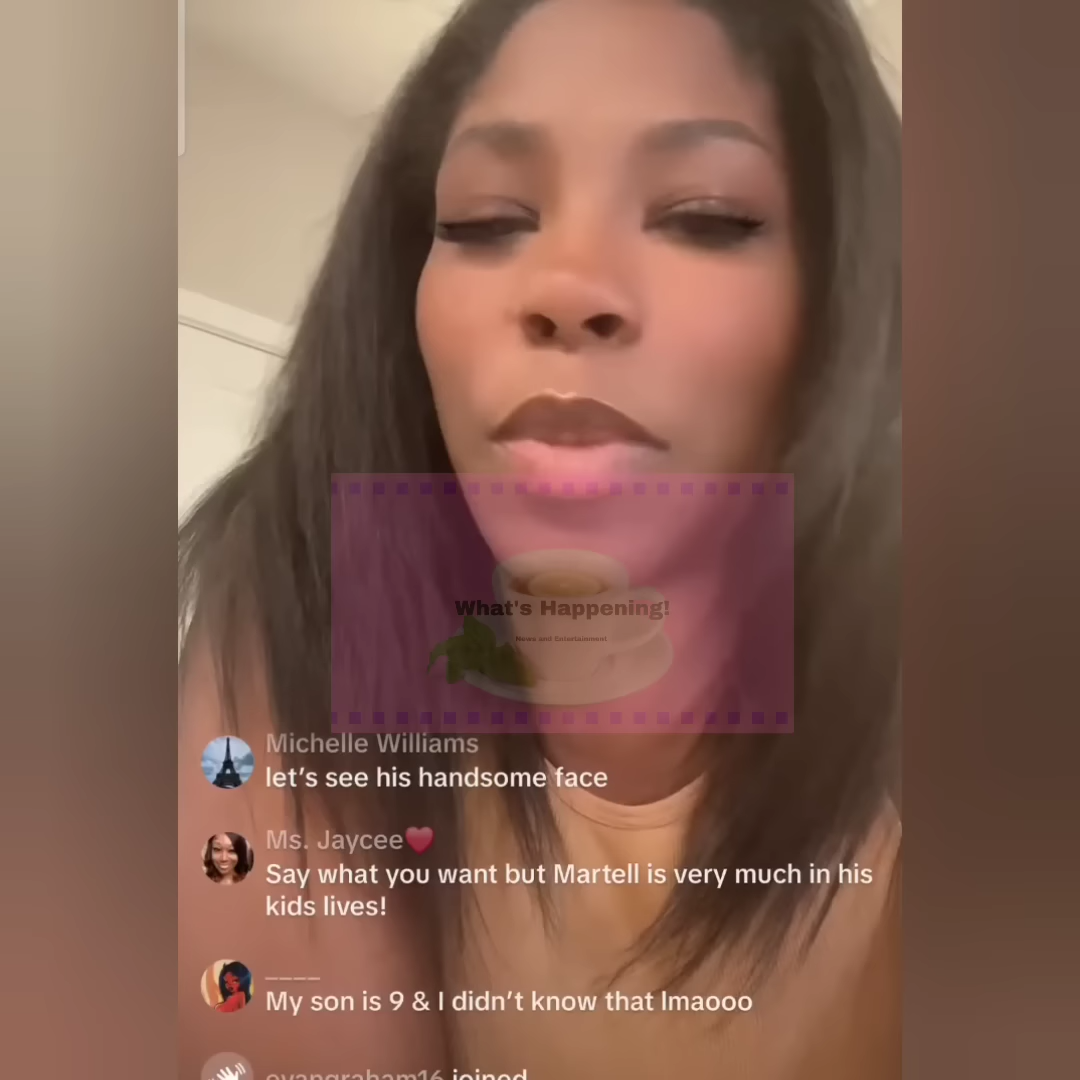 What's Happening!
News and Entertainment
Michelle Williams
let's see his handsome face
Ms. Jaycee
Say what you want but Martell is very much in his
kids lives!
____
My son is 9 & I didn't know that lmaooo
evangraham16 joined